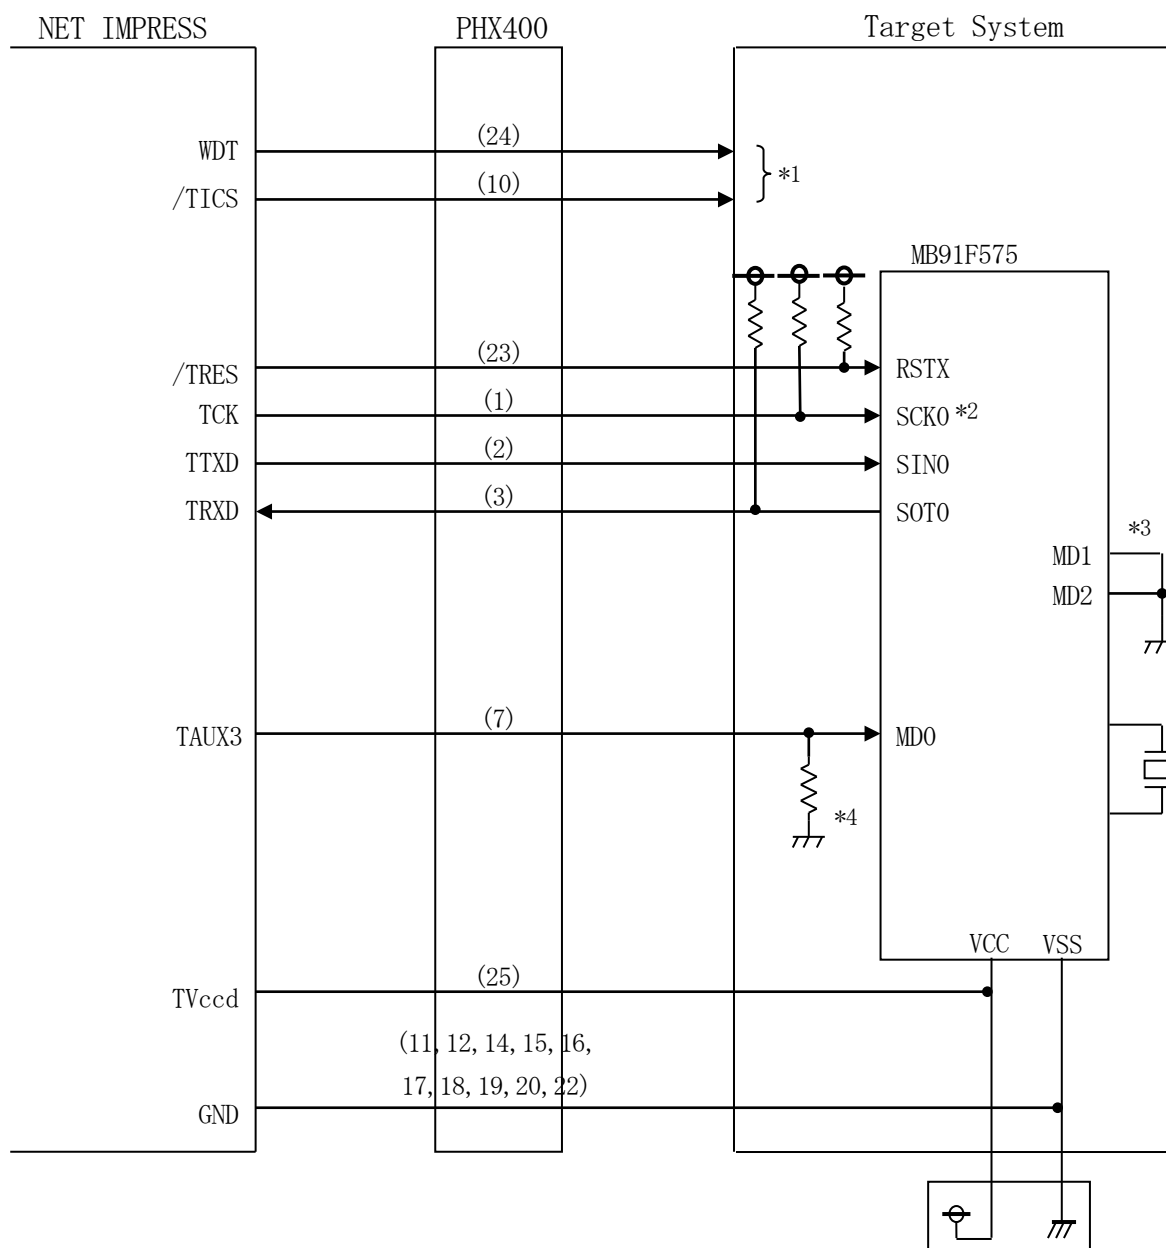 NET IMPRESS
PHX400
Target System
WDT
(24)
*1
/TICS
(10)
MB91F575
/TRES
(23)
RSTX
TCK
(1)
SCK0 *2
TTXD
(2)
SIN0
TRXD
(3)
SOT0
*3
MD1
MD2
TAUX3
(7)
MD0
*4
VCC
VSS
TVccd
(25)
(11, 12, 14, 15, 16,
17, 18, 19, 20, 22)
GND